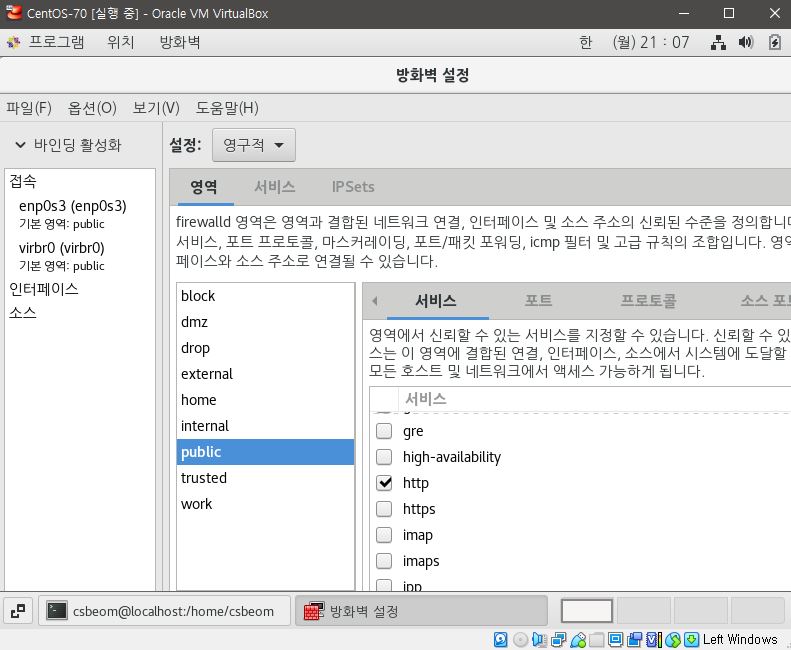 CentOS-70 [실행 중] - Oracle VM VirtualBox
프로그램 위치 방화벽 한 (월) 21 : 07
방화벽 설정
파일(F) 옵션(O) 보기(V) 도움말(H)
바인딩 활성화
설정: 영구적
접속
enp0s3 (enp0s3)
기본 영역: public
virbr0 (virbr0)
기본 영역: public
인터페이스
소스
영역 서비스 IPSets
firewalld 영역은 영역과 결합된 네트워크 연결, 인터페이스 및 소스 주소의 신뢰된 수준을 정의합니다
서비스, 포트 프로토콜, 마스커레이딩, 포트/패킷 포워딩, icmp 필터 및 고급 규칙의 조합입니다. 영역
페이스와 소스 주소로 연결될 수 있습니다.
block
dmz
drop
external
home
internal
public
trusted
work
서비스 포트 프로토콜 소스 포트
영역에서 신뢰할 수 있는 서비스를 지정할 수 있습니다. 신뢰할 수 있
스는 이 영역에 결합된 연결, 인터페이스, 소스에서 시스템에 도달할
모든 호스트 및 네트워크에서 액세스 가능하게 됩니다.
서비스
gre
high-availability
http
https
imap
imaps
ipp
csbeom@localhost:/home/csbeom
방화벽 설정
Left Windows